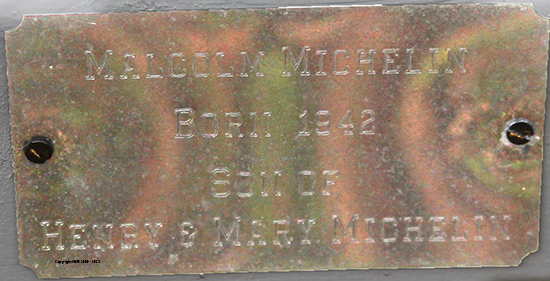 Malcolm Michelin
Born 1942
Son of
Henry & Mary Michelin